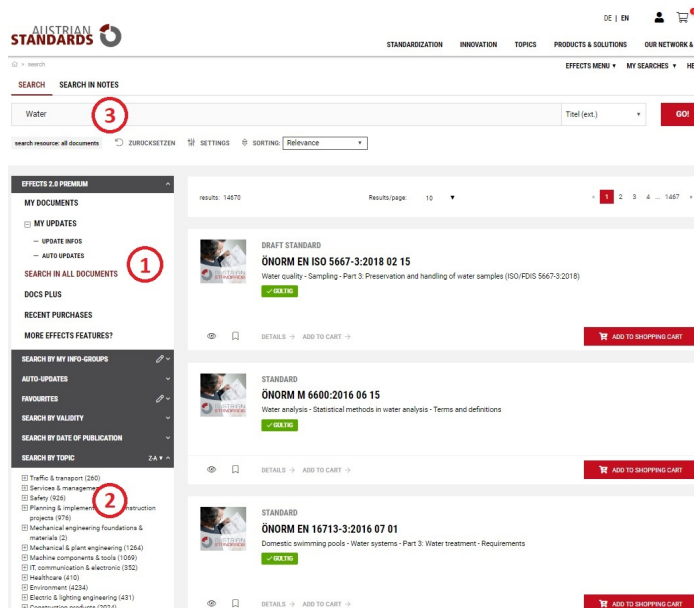 DE | EN
AUSTRIAN
STANDARDS
STANDARDIZATION INNOVATION TOPICS PRODUCTS & SOLUTIONS OUR NETWORK &
> search
EFFECTS MENU ▾ MY SEARCHES ▾ HE
SEARCH SEARCH IN NOTES
Water 3 Titel (ext.) ▾ GO!
search resource: all documents ZURÜCKSETZEN SETTINGS SORTING: Relevance ▾
EFFECTS 2.0 PREMIUM
MY DOCUMENTS
MY UPDATES
– UPDATE INFOS
– AUTO UPDATES
1
SEARCH IN ALL DOCUMENTS
DOCS PLUS
RECENT PURCHASES
MORE EFFECTS FEATURES?
SEARCH BY MY INFO-GROUPS
AUTO-UPDATES
FAVOURITES
SEARCH BY VALIDITY
SEARCH BY DATE OF PUBLICATION
SEARCH BY TOPIC Z-A ▾
Traffic & transport (260)
Services & manageme
Safety (926)
2
Planning & implemen nstruction
projects (976)
Mechanical engineering foundations &
materials (2)
Mechanical & plant engineering (1264)
Machine components & tools (1069)
IT, communication & electronic (352)
Healthcare (410)
Environment (4234)
Electric & lighting engineering (431)
Construction products (2024)
results: 14670 Results/page: 10 ▾ « 1 2 3 4 ... 1467 »
DRAFT STANDARD
ÖNORM EN ISO 5667-3:2018 02 15
Water quality - Sampling - Part 3: Preservation and handling of water samples (ISO/FDIS 5667-3:2018)
✓ GÜLTIG
DETAILS → ADD TO CART → ADD TO SHOPPING CART
STANDARD
ÖNORM M 6600:2016 06 15
Water analysis - Statistical methods in water analysis - Terms and definitions
✓ GÜLTIG
DETAILS → ADD TO CART → ADD TO SHOPPING CART
STANDARD
ÖNORM EN 16713-3:2016 07 01
Domestic swimming pools - Water systems - Part 3: Water treatment - Requirements
✓ GÜLTIG
DETAILS → ADD TO CART → ADD TO SHOPPING CART